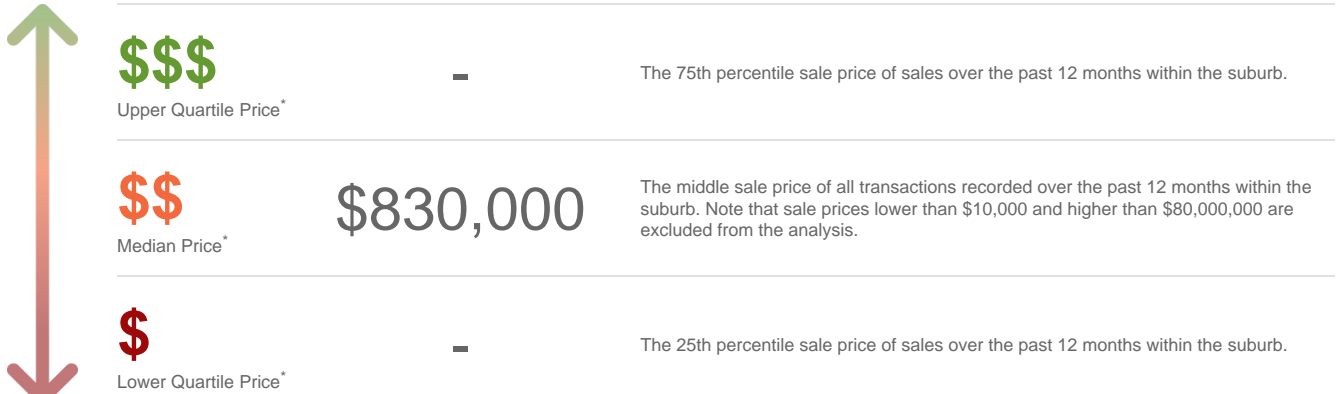 $$$
Upper Quartile Price*
-
The 75th percentile sale price of sales over the past 12 months within the suburb.
$$
Median Price*
$830,000
The middle sale price of all transactions recorded over the past 12 months within the
suburb. Note that sale prices lower than $10,000 and higher than $80,000,000 are
excluded from the analysis.
$
Lower Quartile Price*
-
The 25th percentile sale price of sales over the past 12 months within the suburb.